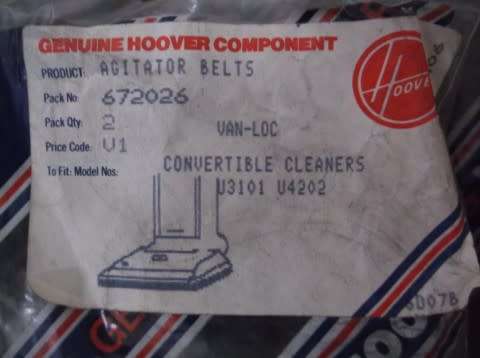 GENUINE HOOVER COMPONENT
PRODUCT: AGITATOR BELTS
Pack No: 672026
Pack Qty: 2
VAN-LOC
Price Code: V1
To Fit: Model Nos: CONVERTIBLE CLEANERS
U3101 U4202
HOOVER